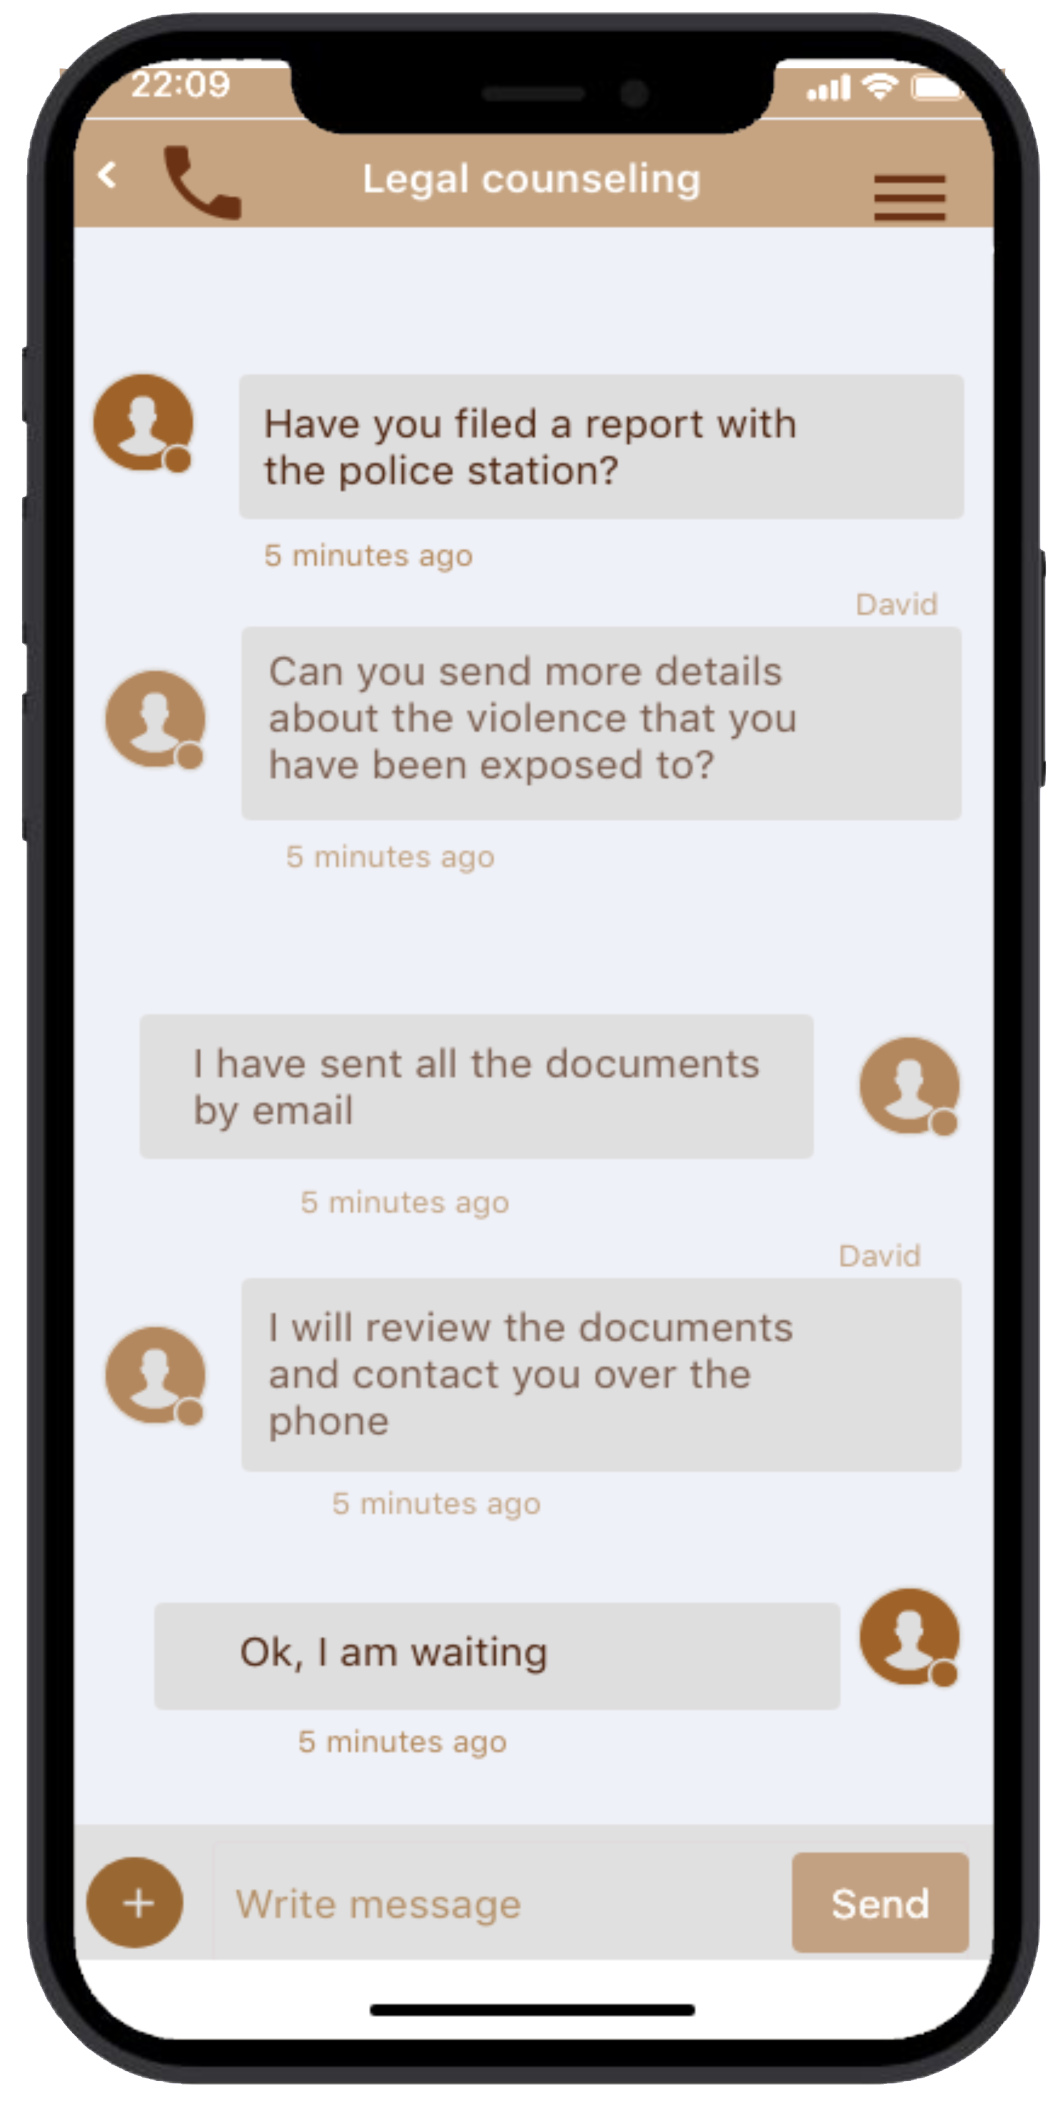 22:09
Legal counseling
Have you filed a report with
the police station?
5 minutes ago
David
Can you send more details
about the violence that you
have been exposed to?
5 minutes ago
I have sent all the documents
by email
5 minutes ago
David
I will review the documents
and contact you over the
phone
5 minutes ago
Ok, I am waiting
5 minutes ago
+
Write message
Send